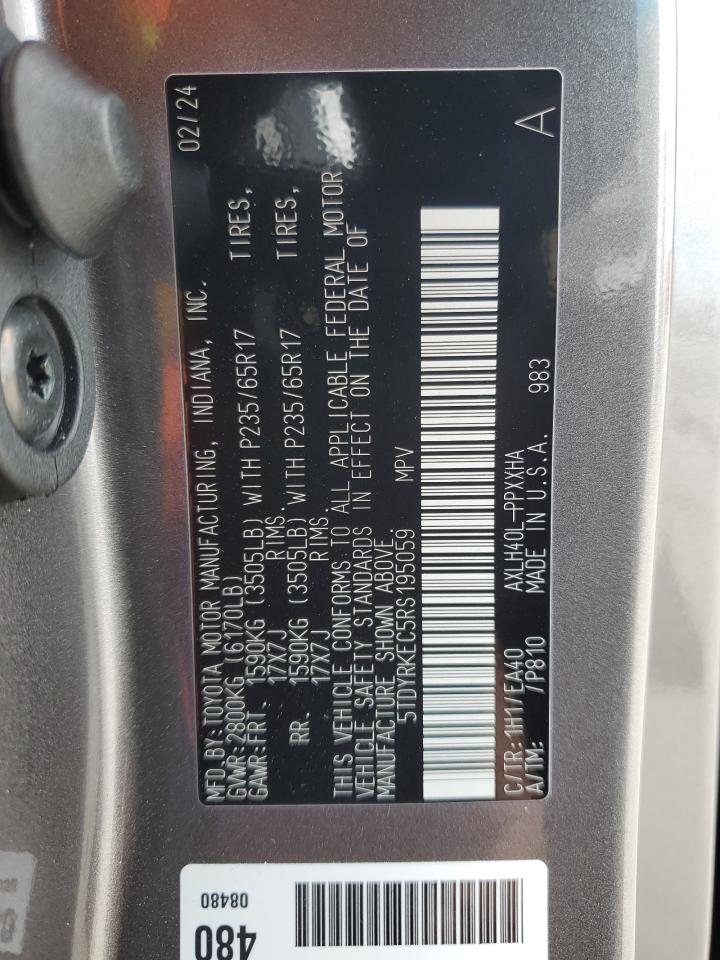 MFD.BY:TOYOTA MOTOR MANUFACTURING, INDIANA, INC. 02/24
GVWR:2800KG (6170LB)
GAWR:FRT. 1590KG (3505LB) WITH P235/65R17 TIRES,
17X7J RIMS.
RR. 1590KG (3505LB) WITH P235/65R17 TIRES,
17X7J RIMS.
THIS VEHICLE CONFORMS TO ALL APPLICABLE FEDERAL MOTOR
VEHICLE SAFETY STANDARDS IN EFFECT ON THE DATE OF
MANUFACTURE SHOWN ABOVE.
5TDYRKEC5RS195059 MPV
C/TR:1H1/EA40 AXLH40L-PPXXHA 983 A
A/TM: /P810 MADE IN U.S.A.
480
08480